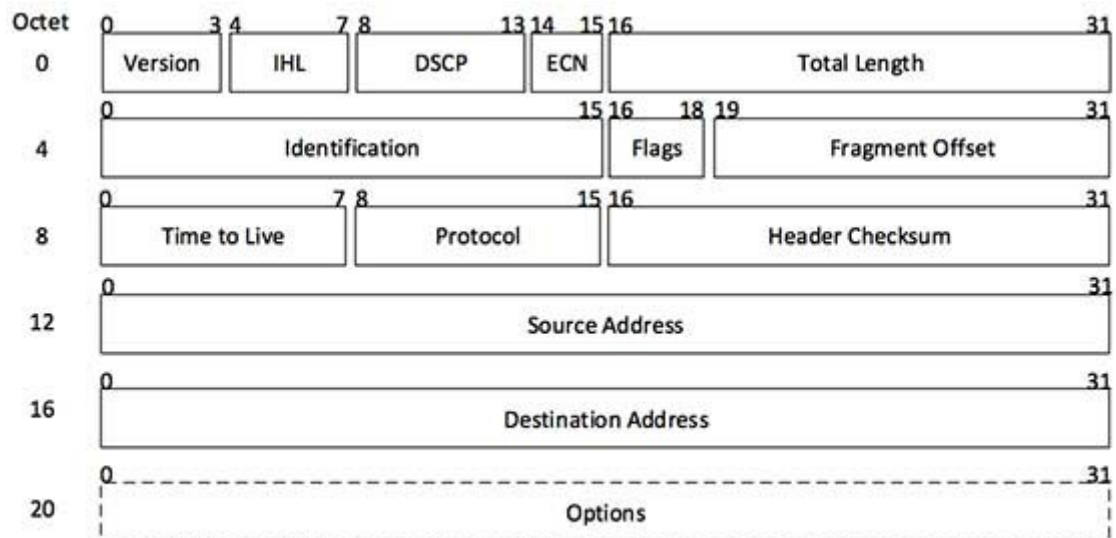 Octet 0 3 4 7 8 13 14 15 16 31
0 Version IHL DSCP ECN Total Length
0 15 16 18 19 31
4 Identification Flags Fragment Offset
0 7 8 15 16 31
8 Time to Live Protocol Header Checksum
0 31
12 Source Address
0 31
16 Destination Address
0 31
20 Options